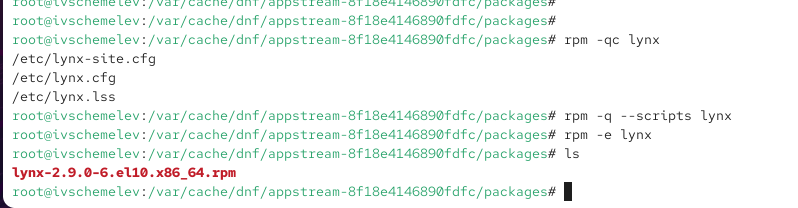 root@ivschemelev:/var/cache/dnf/appstream-8f18e4146890fdfc/packages#
root@ivschemelev:/var/cache/dnf/appstream-8f18e4146890fdfc/packages#
root@ivschemelev:/var/cache/dnf/appstream-8f18e4146890fdfc/packages# rpm -qc lynx
/etc/lynx-site.cfg
/etc/lynx.cfg
/etc/lynx.lss
root@ivschemelev:/var/cache/dnf/appstream-8f18e4146890fdfc/packages# rpm -q --scripts lynx
root@ivschemelev:/var/cache/dnf/appstream-8f18e4146890fdfc/packages# rpm -e lynx
root@ivschemelev:/var/cache/dnf/appstream-8f18e4146890fdfc/packages# ls
lynx-2.9.0-6.el10.x86_64.rpm
root@ivschemelev:/var/cache/dnf/appstream-8f18e4146890fdfc/packages#